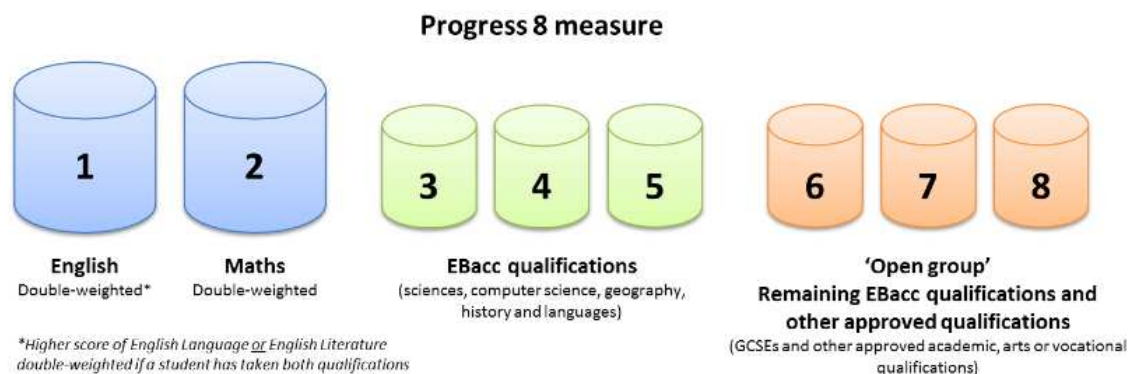 Progress 8 measure
1
2
3
4
5
6
7
8
English
Double-weighted*
Maths
Double-weighted
*Higher score of English Language or English Literature
double-weighted if a student has taken both qualifications
EBacc qualifications
(sciences, computer science, geography,
history and languages)
'Open group'
Remaining EBacc qualifications and
other approved qualifications
(GCSEs and other approved academic, arts or vocational
qualifications)